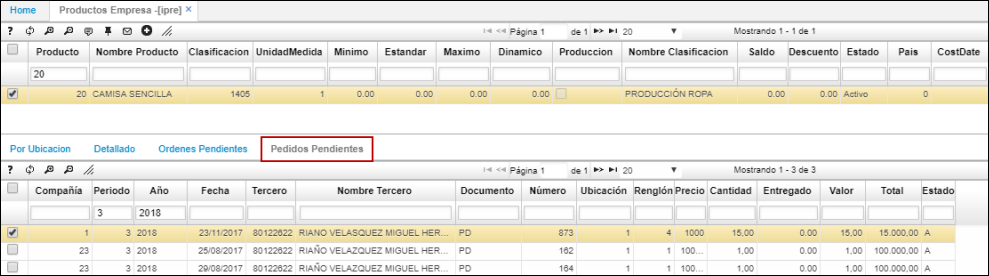 Home Productos Empresa -[ipre] ×
? Página 1 de 1 20 Mostrando 1 - 1 de 1
Producto Nombre Producto Clasificacion UnidadMedida Minimo Estandar Maximo Dinamico Produccion Nombre Clasificacion Saldo Descuento Estado Pais CostDate
20
20 CAMISA SENCILLA 1405 1 0.00 0.00 0.00 0.00 PRODUCCIÓN ROPA 0.00 0.00 Activo 0
Por Ubicacion Detallado Ordenes Pendientes Pedidos Pendientes
? Página 1 de 1 20 Mostrando 1 - 3 de 3
Compañía Periodo Año Fecha Tercero Nombre Tercero Documento Número Ubicación Renglón Precio Cantidad Entregado Valor Total Estado
3 2018
1 3 2018 23/11/2017 80122622 RIANO VELASQUEZ MIGUEL HER... PD 873 1 4 1000 15,00 0.00 15,00 15.000,00 A
23 3 2018 25/08/2017 80122622 RIAÑO VELAZQUEZ MIGUEL HER... PD 162 1 1 100... 1,00 0.00 1,00 100.000,00 A
23 3 2018 29/08/2017 80122622 RIAÑO VELAZQUEZ MIGUEL HER... PD 164 1 1 100... 1,00 0.00 1,00 100.000,00 A